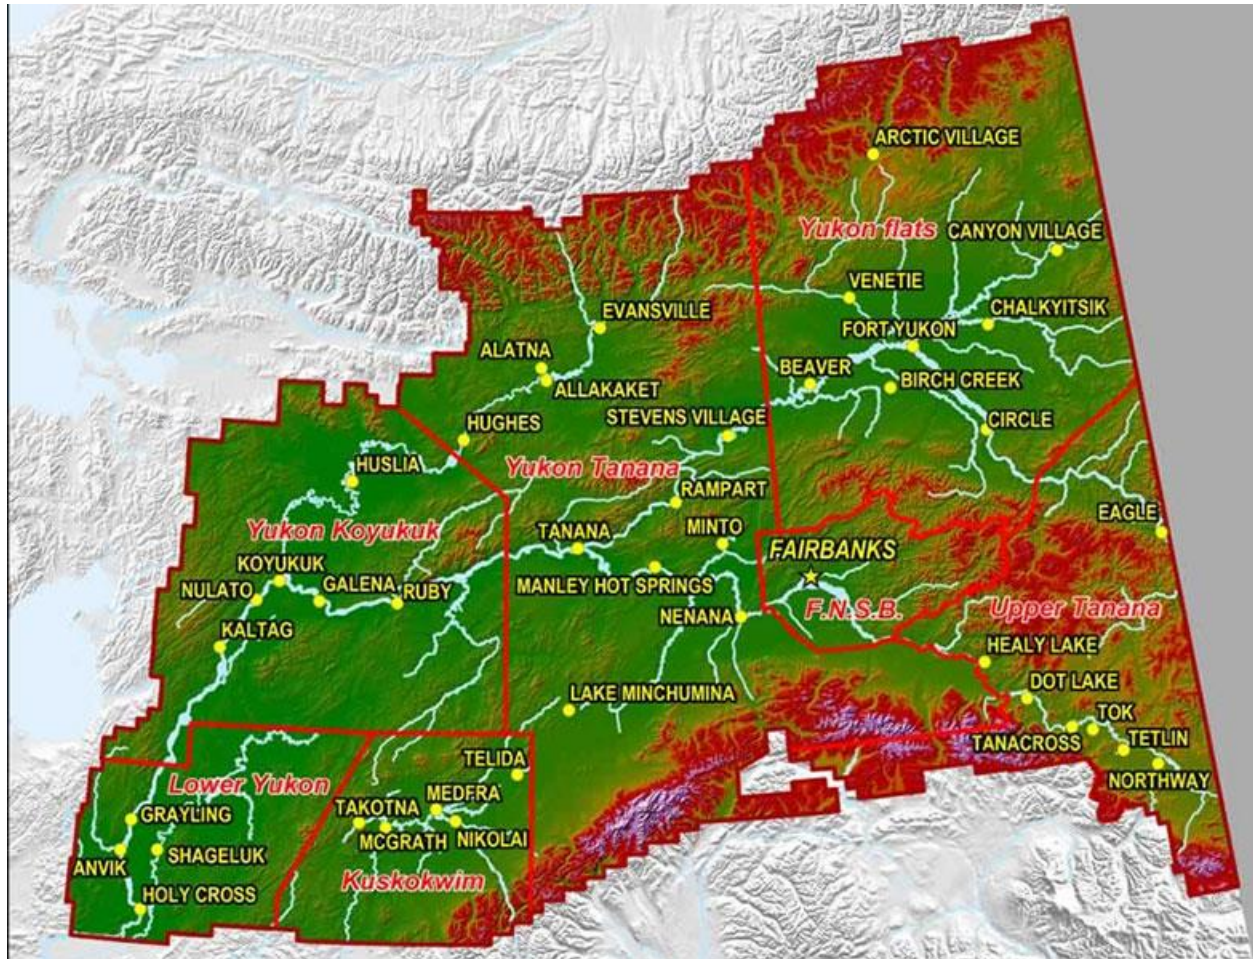 ARCTIC VILLAGE
Yukon flats
CANYON VILLAGE
VENETIE
EVANSVILLE
CHALKYITSIK
FORT YUKON
ALATNA
BEAVER
BIRCH CREEK
ALLAKAKET
STEVENS VILLAGE
HUGHES
CIRCLE
HUSLIA
Yukon Tanana
RAMPART
EAGLE
Yukon Koyukuk
TANANA
MINTO
FAIRBANKS
KOYUKUK
NULATO
GALENA
RUBY
MANLEY HOT SPRINGS
F.N.S.B.
Upper Tanana
NENANA
KALTAG
HEALY LAKE
DOT LAKE
LAKE MINCHUMINA
TOK
TANACROSS
TETLIN
TELIDA
NORTHWAY
Lower Yukon
MEDFRA
TAKOTNA
GRAYLING
MCGRATH
NIKOLAI
ANVIK
SHAGELUK
Kuskokwim
HOLY CROSS